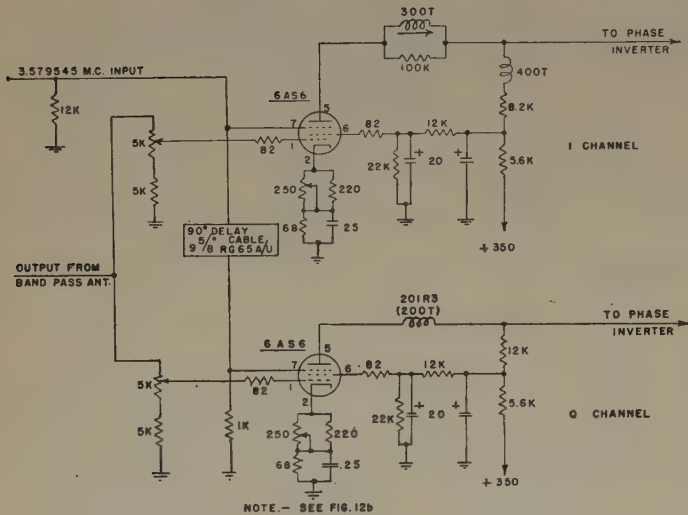 300T
100K
TO PHASE
INVERTER
400T
8.2K
3.579545 M.C. INPUT
12K
6AS6
5
7
6
1
2
82
82
12K
5K
5K
22K
+
20
+
5.6K
I CHANNEL
250
220
68
25
+350
90° DELAY
5/" CABLE
9 /8 RG65A/U
OUTPUT FROM
BAND PASS ANT.
201R3
(200T)
TO PHASE
INVERTER
6AS6
5
7
6
1
2
82
82
12K
12K
5K
5K
1K
22K
+
20
+
5.6K
Q CHANNEL
250
220
68
.25
+350
NOTE.- SEE FIG.12b